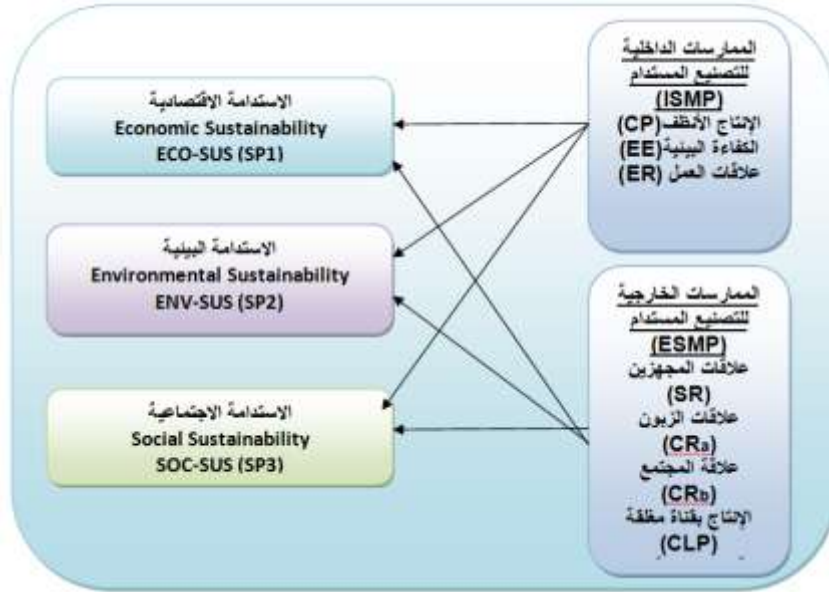 الممارسات الداخلية
للتصنيع المستدام
(ISMP)
الإنتاج الأنظف(CP)
الكفاءة البيئية(EE)
علاقات العمل (ER)
الممارسات الخارجية
للتصنيع المستدام
(ESMP)
علاقات المجهزين
(SR)
علاقات الزبون
(CRa)
علاقة المجتمع
(CRb)
الإنتاج بقناة مغلقة
(CLP)
الاستدامة الاقتصادية
Economic Sustainability
ECO-SUS (SP1)
الاستدامة البيئية
Environmental Sustainability
ENV-SUS (SP2)
الاستدامة الاجتماعية
Social Sustainability
SOC-SUS (SP3)